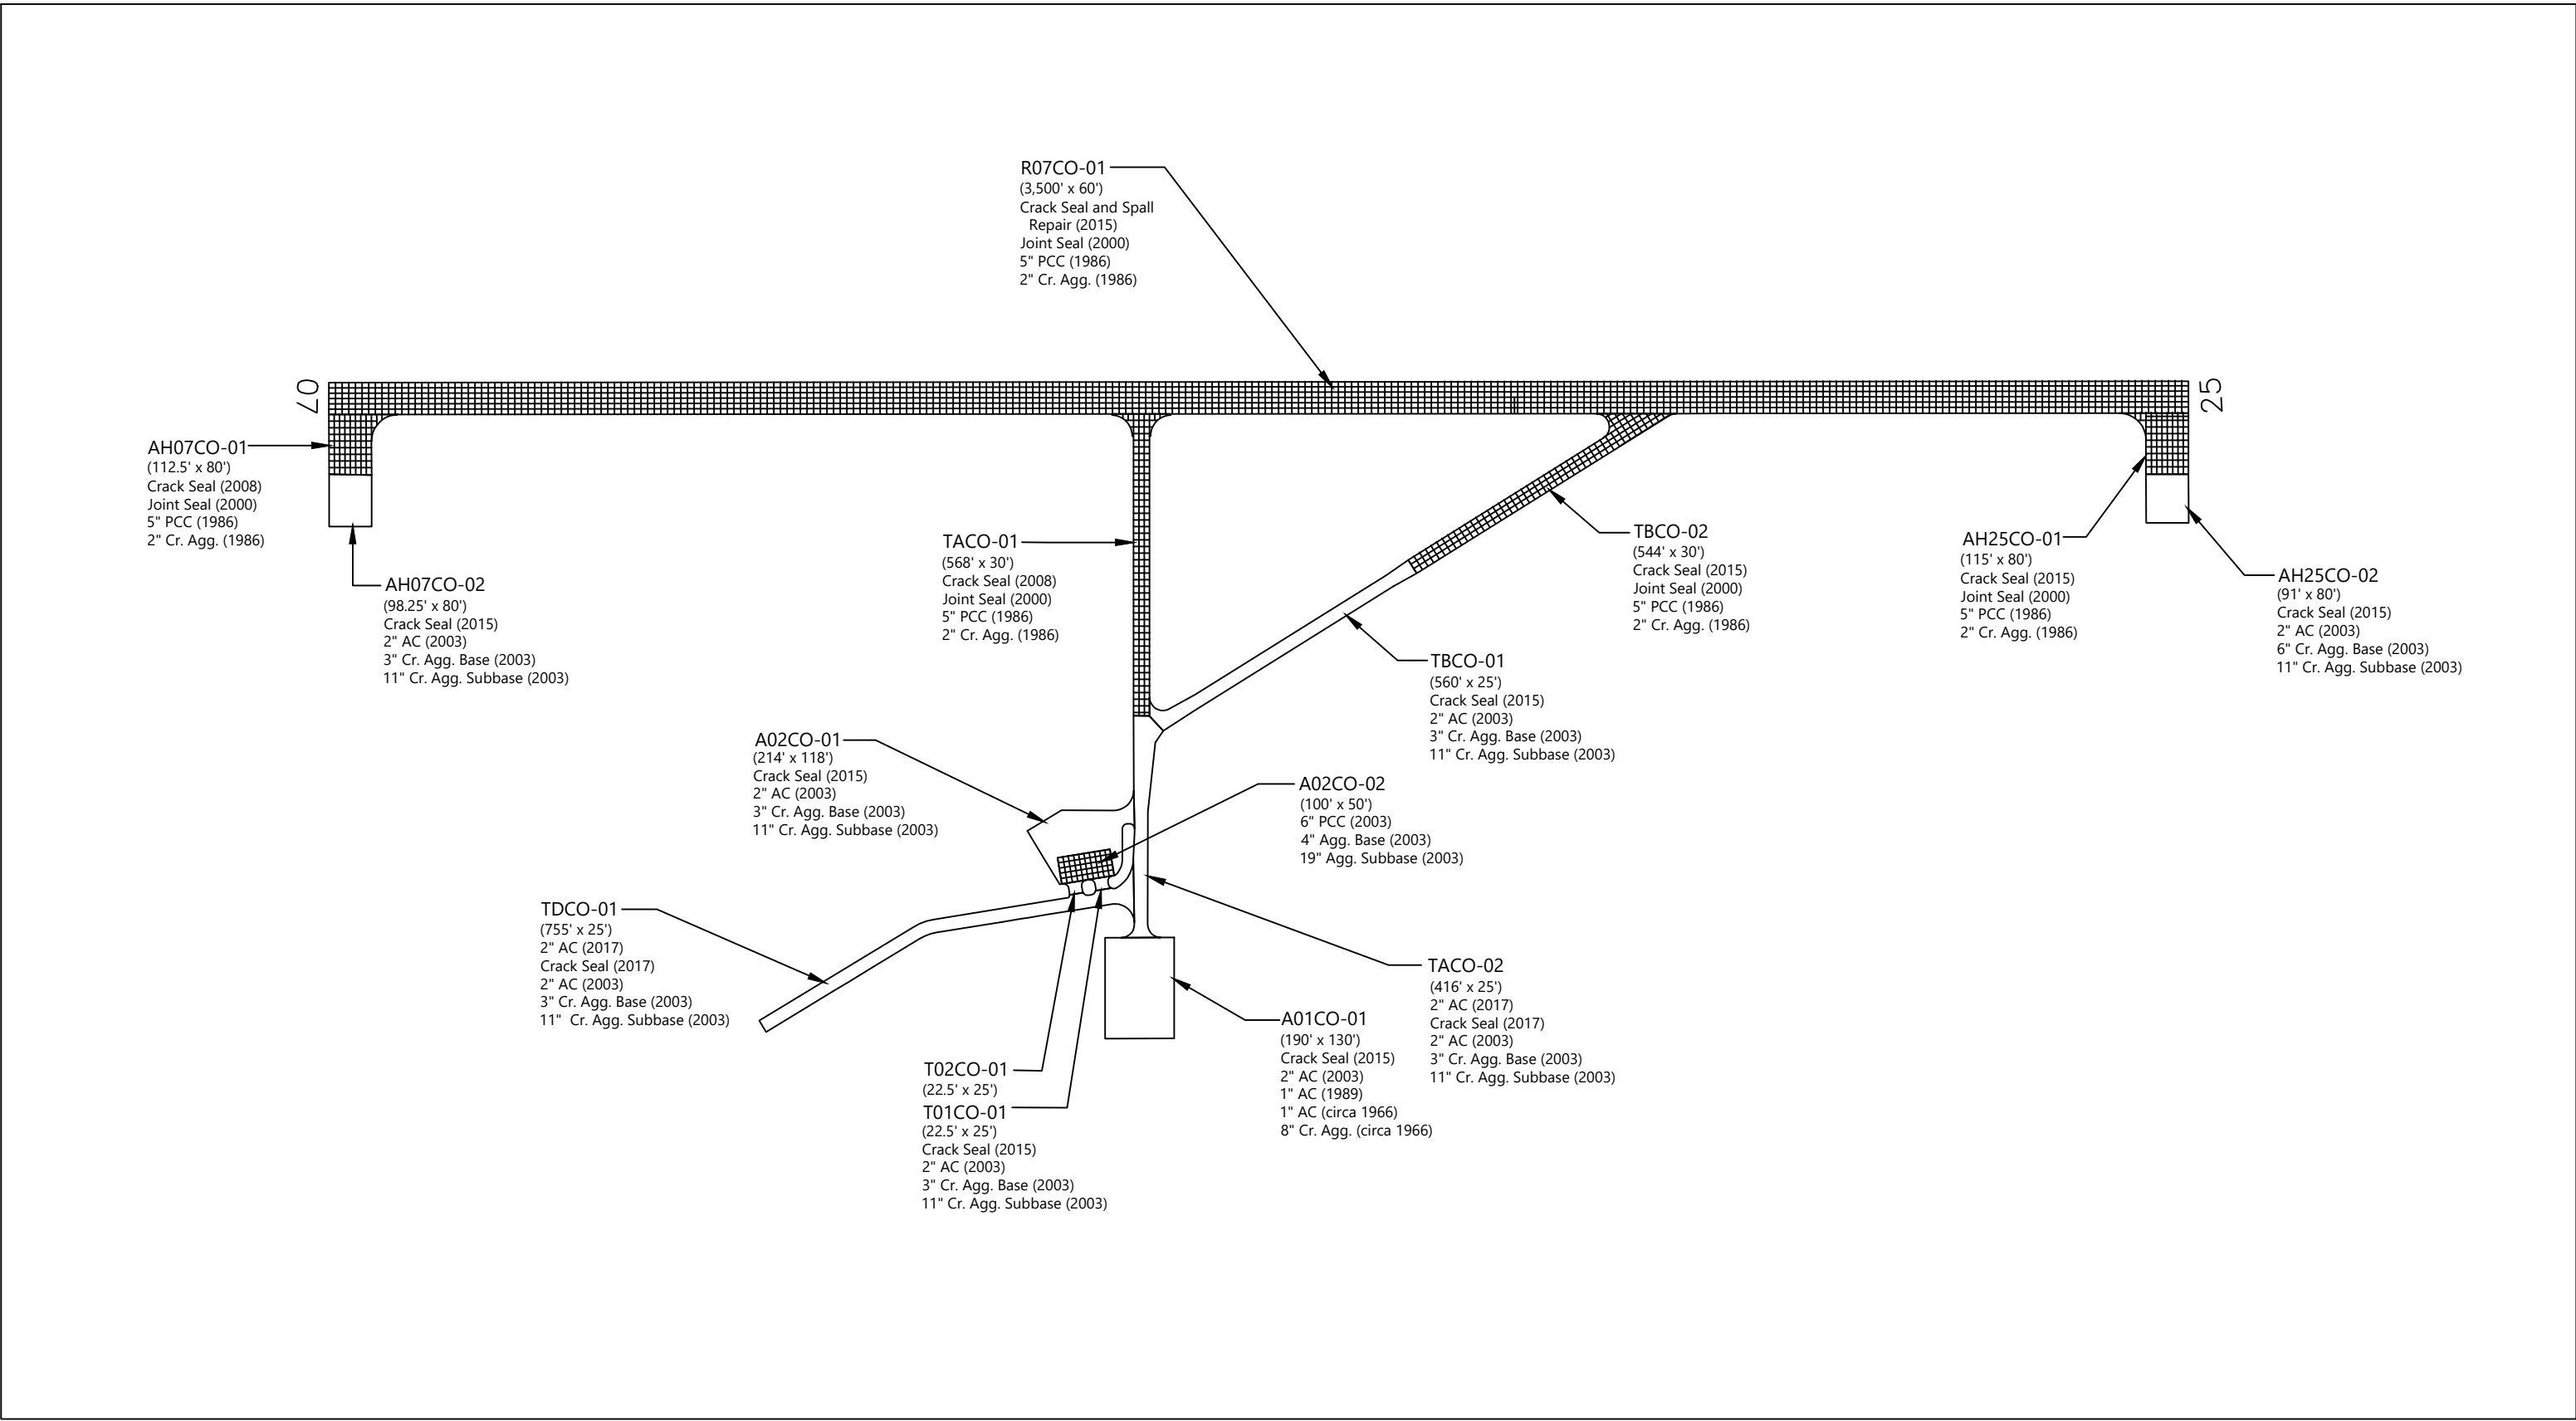 R07CO-01
(3,500' x 60')
Crack Seal and Spall
Repair (2015)
Joint Seal (2000)
5" PCC (1986)
2" Cr. Agg. (1986)
07
25
AH07CO-01
(112.5' x 80')
Crack Seal (2008)
Joint Seal (2000)
5" PCC (1986)
2" Cr. Agg. (1986)
AH07CO-02
(98.25' x 80')
Crack Seal (2015)
2" AC (2003)
3" Cr. Agg. Base (2003)
11" Cr. Agg. Subbase (2003)
TACO-01
(568' x 30')
Crack Seal (2008)
Joint Seal (2000)
5" PCC (1986)
2" Cr. Agg. (1986)
TBCO-02
(544' x 30')
Crack Seal (2015)
Joint Seal (2000)
5" PCC (1986)
2" Cr. Agg. (1986)
AH25CO-01
(115' x 80')
Crack Seal (2015)
Joint Seal (2000)
5" PCC (1986)
2" Cr. Agg. (1986)
AH25CO-02
(91' x 80')
Crack Seal (2015)
2" AC (2003)
6" Cr. Agg. Base (2003)
11" Cr. Agg. Subbase (2003)
TBCO-01
(560' x 25')
Crack Seal (2015)
2" AC (2003)
3" Cr. Agg. Base (2003)
11" Cr. Agg. Subbase (2003)
A02CO-01
(214' x 118')
Crack Seal (2015)
2" AC (2003)
3" Cr. Agg. Base (2003)
11" Cr. Agg. Subbase (2003)
A02CO-02
(100' x 50')
6" PCC (2003)
4" Agg. Base (2003)
19" Agg. Subbase (2003)
TDCO-01
(755' x 25')
2" AC (2017)
Crack Seal (2017)
2" AC (2003)
3" Cr. Agg. Base (2003)
11" Cr. Agg. Subbase (2003)
TACO-02
(416' x 25')
2" AC (2017)
Crack Seal (2017)
2" AC (2003)
3" Cr. Agg. Base (2003)
11" Cr. Agg. Subbase (2003)
A01CO-01
(190' x 130')
Crack Seal (2015)
2" AC (2003)
1" AC (1989)
1" AC (circa 1966)
8" Cr. Agg. (circa 1966)
T02CO-01
(22.5' x 25')
T01CO-01
(22.5' x 25')
Crack Seal (2015)
2" AC (2003)
3" Cr. Agg. Base (2003)
11" Cr. Agg. Subbase (2003)